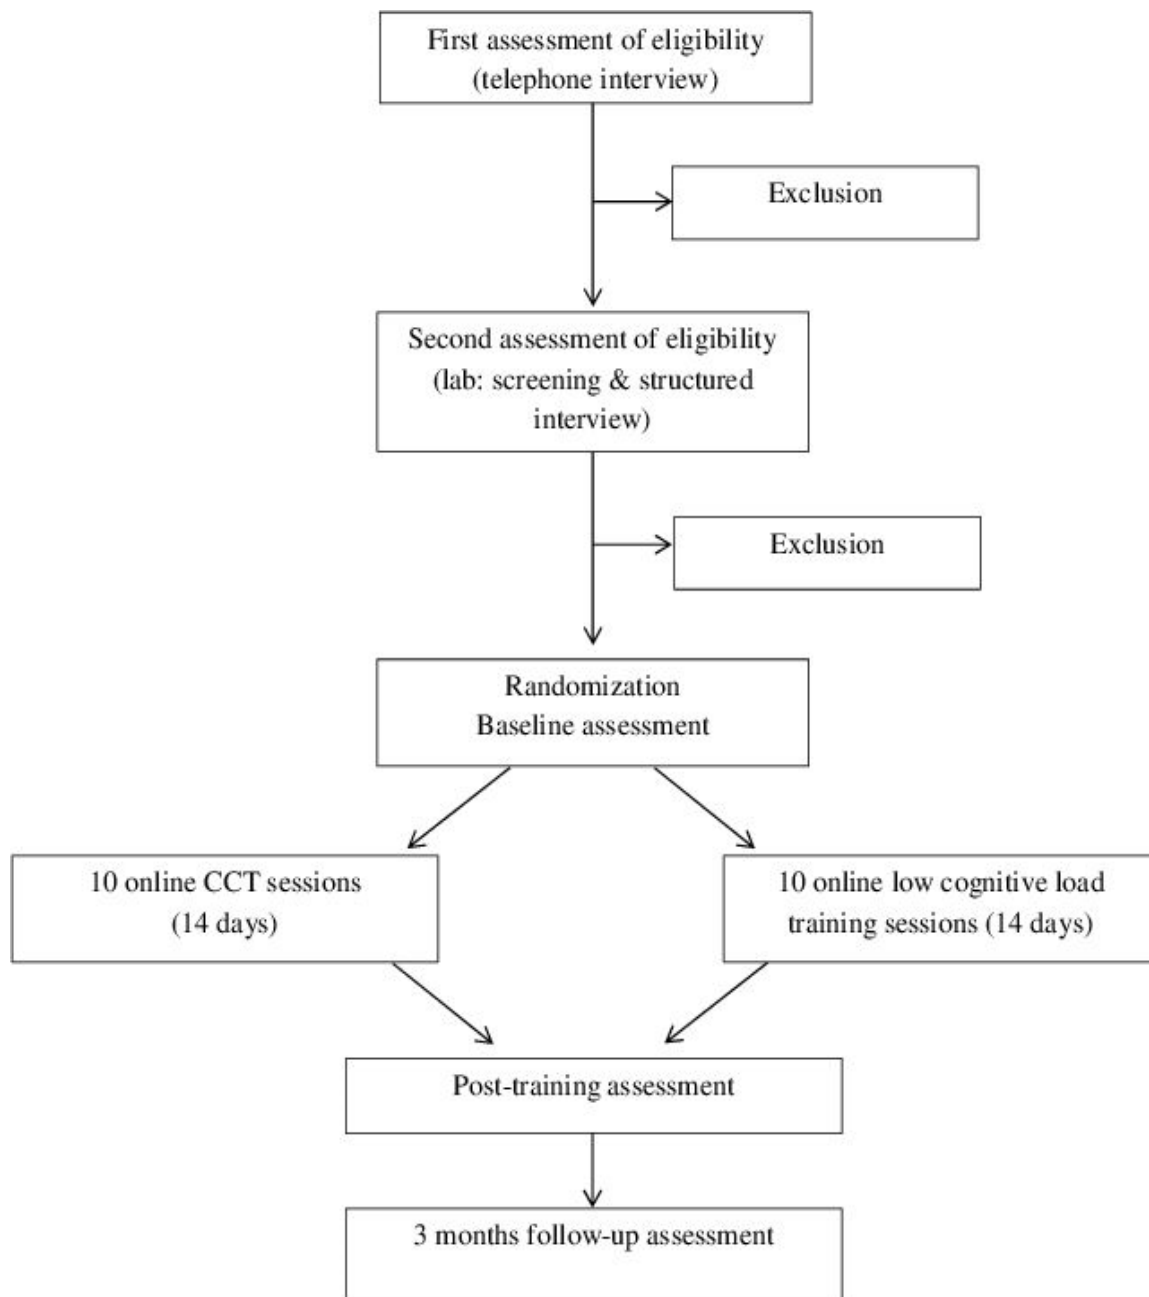 First assessment of eligibility
(telephone interview)
Exclusion
Second assessment of eligibility
(lab: screening & structured
interview)
Exclusion
Randomization
Baseline assessment
10 online CCT sessions
(14 days)
10 online low cognitive load
training sessions (14 days)
Post-training assessment
3 months follow-up assessment